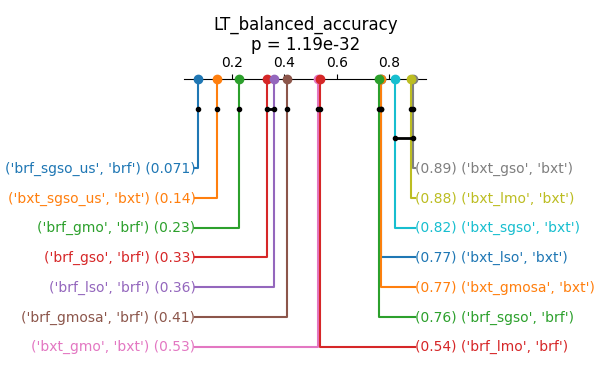 LT_balanced_accuracy
p = 1.19e-32
0.2 0.4 0.6 0.8
('brf_sgso_us', 'brf') (0.071) (0.89) ('bxt_gso', 'bxt')
('bxt_sgso_us', 'bxt') (0.14) (0.88) ('bxt_lmo', 'bxt')
('brf_gmo', 'brf') (0.23) (0.82) ('bxt_sgso', 'bxt')
('brf_gso', 'brf') (0.33) (0.77) ('bxt_lso', 'bxt')
('brf_lso', 'brf') (0.36) (0.77) ('bxt_gmosa', 'bxt')
('brf_gmosa', 'brf') (0.41) (0.76) ('brf_sgso', 'brf')
('bxt_gmo', 'bxt') (0.53) (0.54) ('brf_lmo', 'brf')